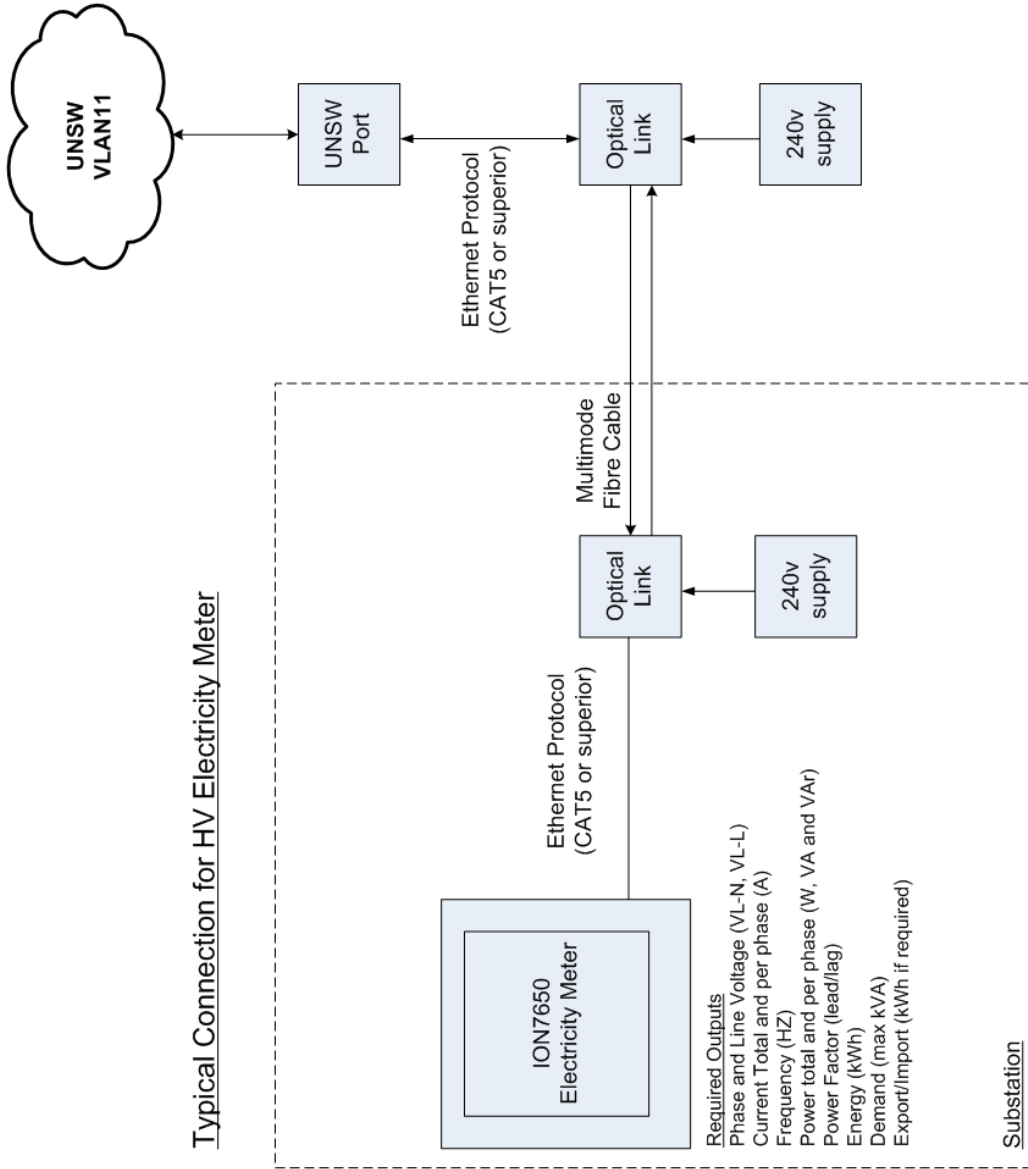 Typical Connection for HV Electricity Meter
UNSW
VLAN11
UNSW
Port
Ethernet Protocol
(CAT5 or superior)
Optical
Link
240v
supply
Multimode
Fibre Cable
Optical
Link
240v
supply
Ethernet Protocol
(CAT5 or superior)
ION7650
Electricity Meter
Required Outputs
Phase and Line Voltage (VL-N, VL-L)
Current Total and per phase (A)
Frequency (HZ)
Power total and per phase (W, VA and VAr)
Power Factor (lead/lag)
Energy (kWh)
Demand (max kVA)
Export/Import (kWh if required)
Substation